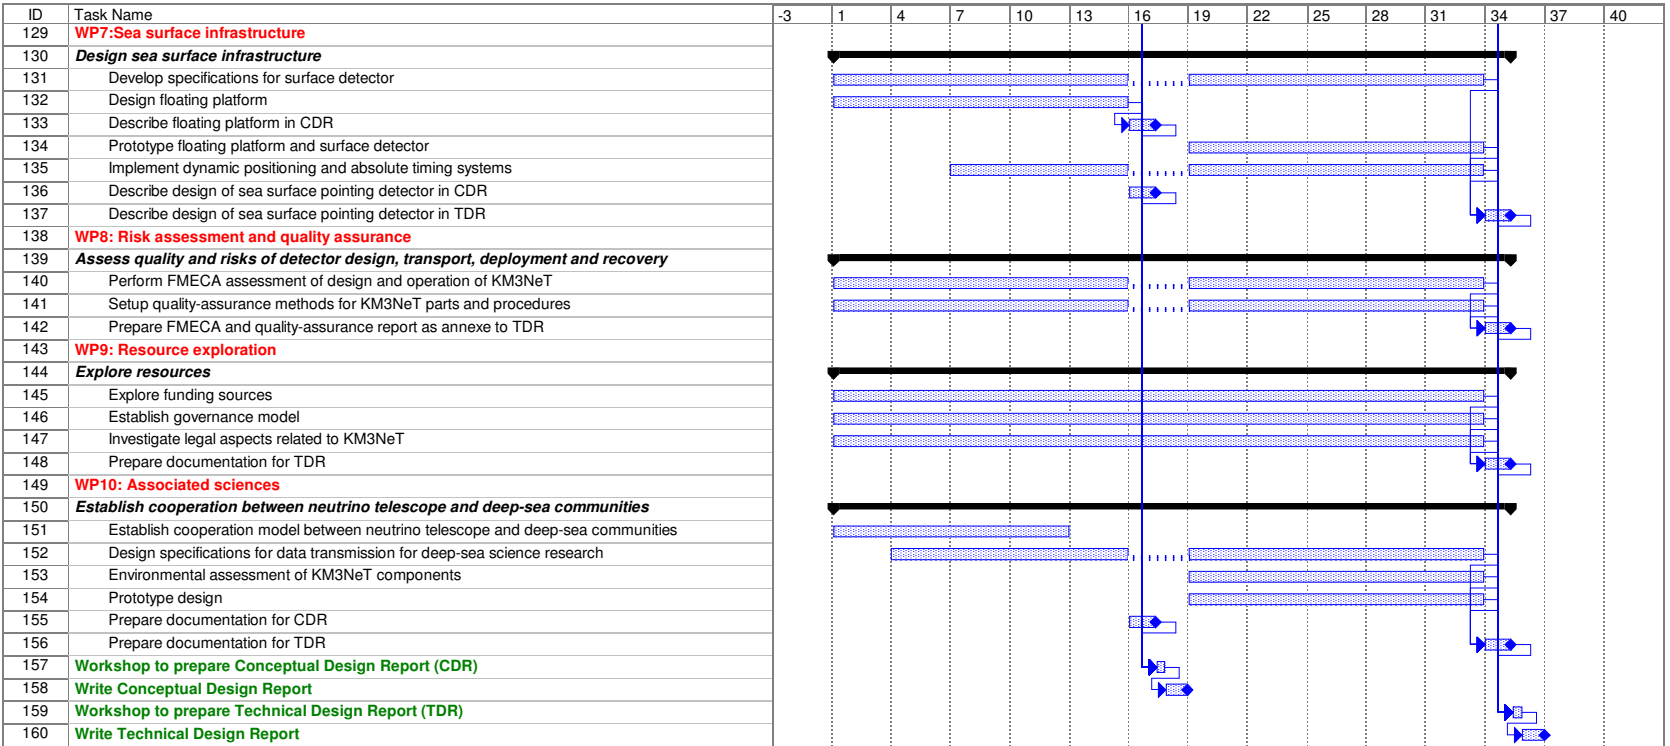 ID Task Name -3 1 4 7 10 13 16 19 22 25 28 31 34 37 40
129 WP7:Sea surface infrastructure
130 Design sea surface infrastructure
131 Develop specifications for surface detector
132 Design floating platform
133 Describe floating platform in CDR
134 Prototype floating platform and surface detector
135 Implement dynamic positioning and absolute timing systems
136 Describe design of sea surface pointing detector in CDR
137 Describe design of sea surface pointing detector in TDR
138 WP8: Risk assessment and quality assurance
139 Assess quality and risks of detector design, transport, deployment and recovery
140 Perform FMECA assessment of design and operation of KM3NeT
141 Setup quality-assurance methods for KM3NeT parts and procedures
142 Prepare FMECA and quality-assurance report as annexe to TDR
143 WP9: Resource exploration
144 Explore resources
145 Explore funding sources
146 Establish governance model
147 Investigate legal aspects related to KM3NeT
148 Prepare documentation for TDR
149 WP10: Associated sciences
150 Establish cooperation between neutrino telescope and deep-sea communities
151 Establish cooperation model between neutrino telescope and deep-sea communities
152 Design specifications for data transmission for deep-sea science research
153 Environmental assessment of KM3NeT components
154 Prototype design
155 Prepare documentation for CDR
156 Prepare documentation for TDR
157 Workshop to prepare Conceptual Design Report (CDR)
158 Write Conceptual Design Report
159 Workshop to prepare Technical Design Report (TDR)
160 Write Technical Design Report